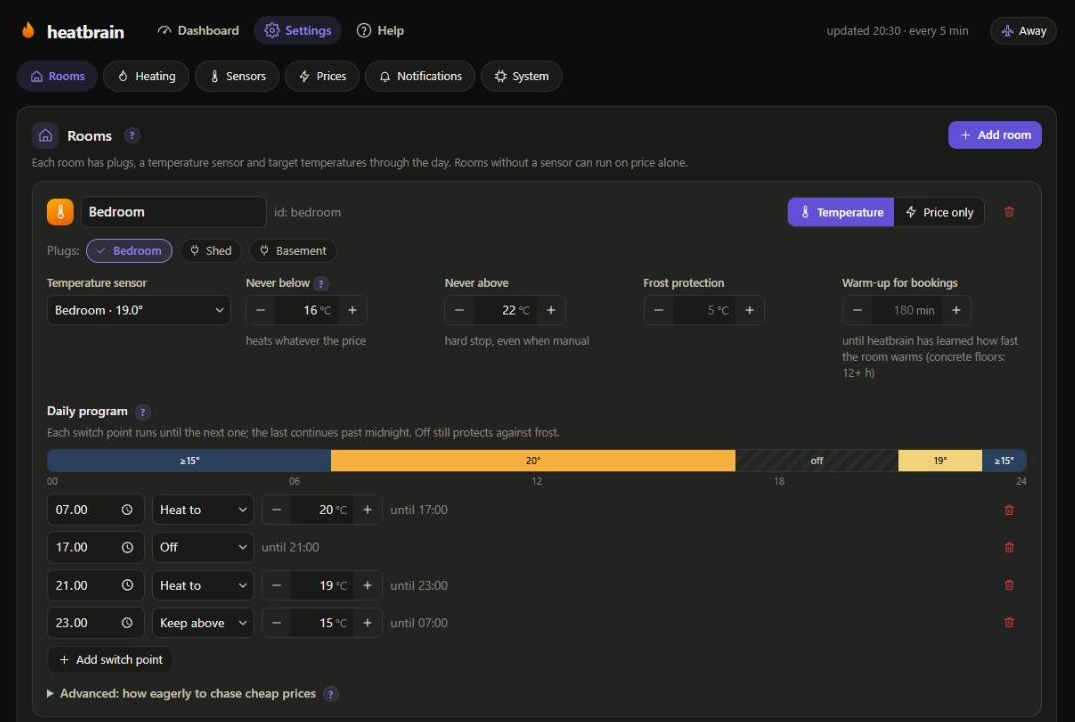 heatbrain Dashboard Settings ? Help updated 20:30 · every 5 min Away
Rooms Heating Sensors Prices Notifications System
Rooms ? + Add room
Each room has plugs, a temperature sensor and target temperatures through the day. Rooms without a sensor can run on price alone.
Bedroom id: bedroom Temperature Price only
Plugs: Bedroom Shed Basement
Temperature sensor Never below ? Never above Frost protection Warm-up for bookings
Bedroom · 19.0° − 16 °C + − 22 °C + − 5 °C + − 180 min +
heats whatever the price hard stop, even when manual until heatbrain has learned how fast
the room warms (concrete floors:
12+ h)
Daily program ?
Each switch point runs until the next one; the last continues past midnight. Off still protects against frost.
≥15° 20° off 19° ≥15°
00 06 12 18 24
07.00 Heat to − 20 °C + until 17:00
17.00 Off until 21:00
21.00 Heat to − 19 °C + until 23:00
23.00 Keep above − 15 °C + until 07:00
+ Add switch point
Advanced: how eagerly to chase cheap prices ?